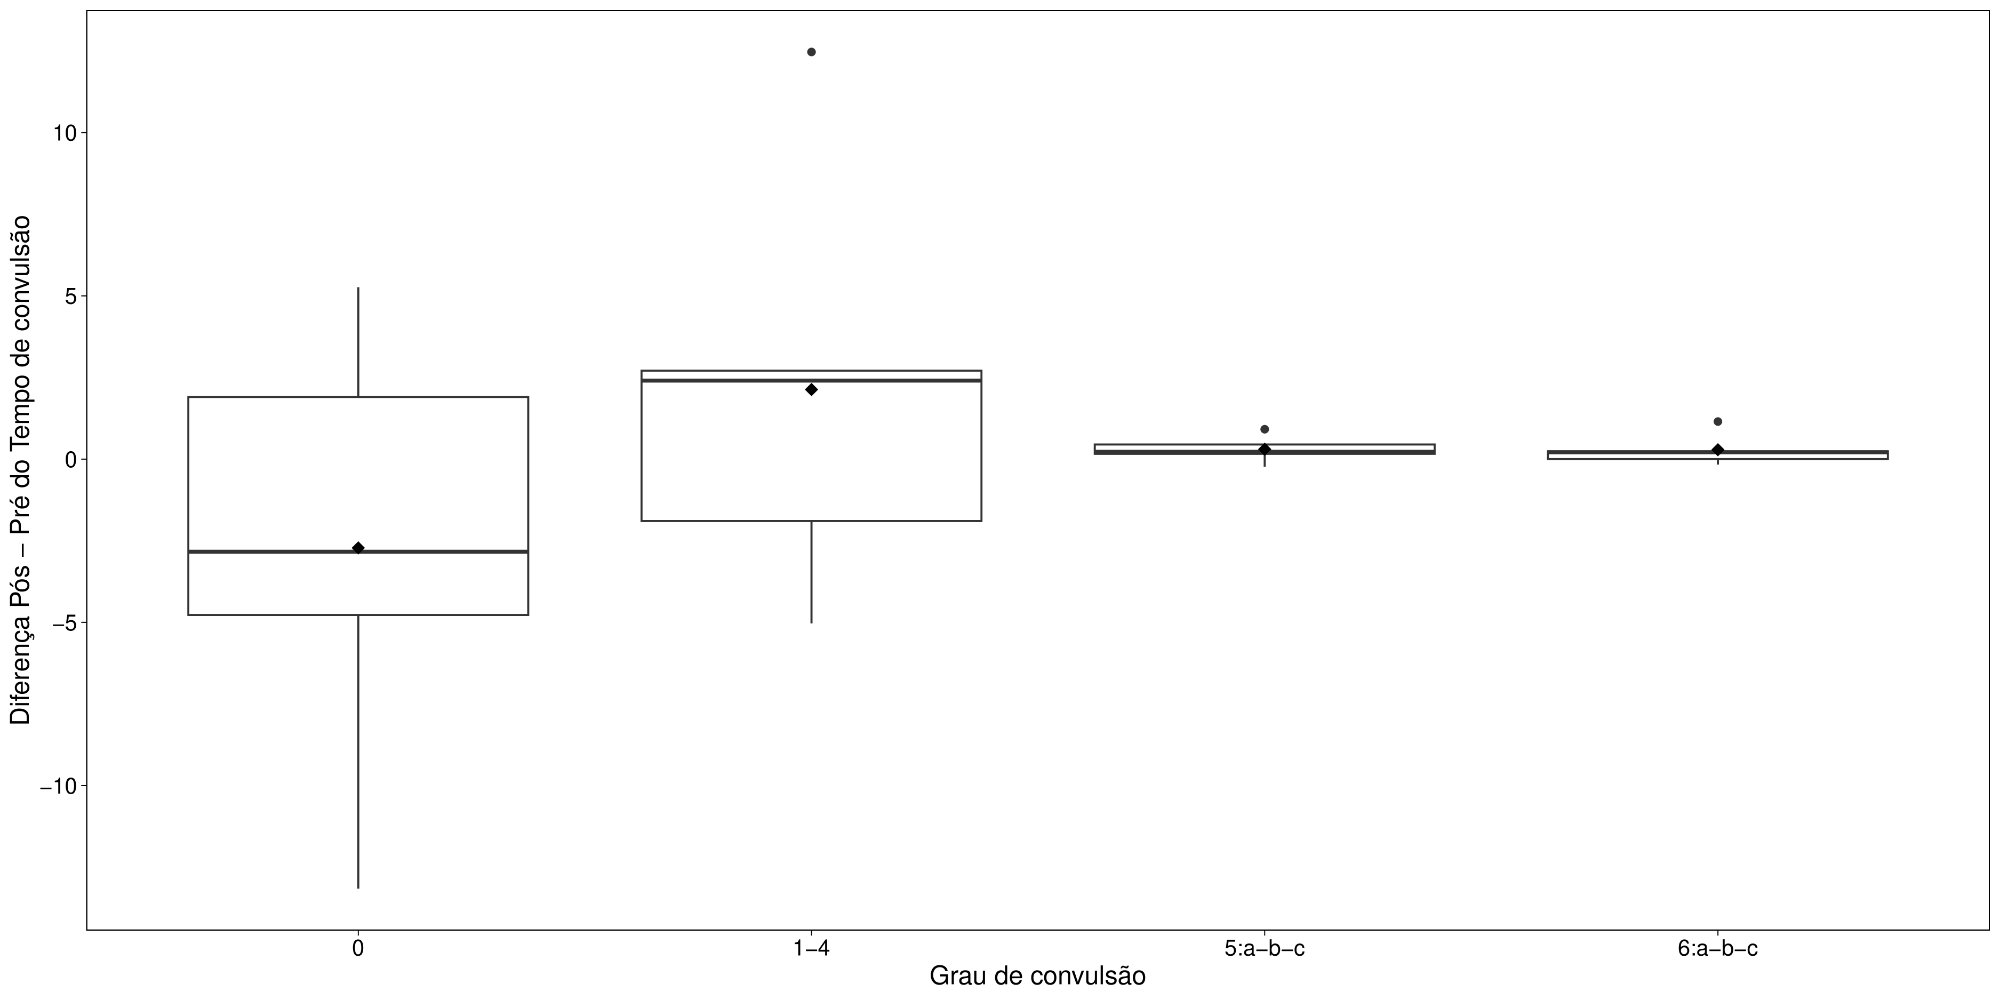 Diferença Pós − Pré do Tempo de convulsão
10
5
0
−5
−10
0
1−4
5:a−b−c
6:a−b−c
Grau de convulsão